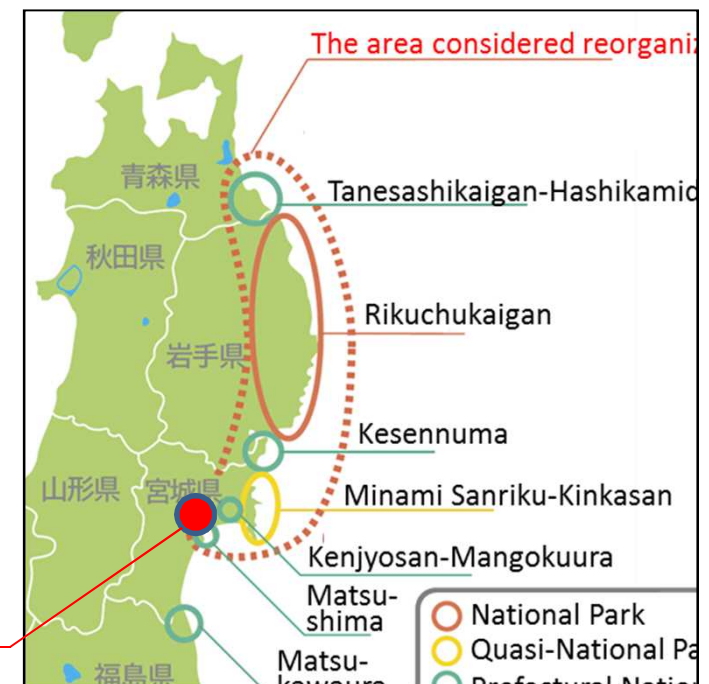 The area considered reorgani
青森県
Tanesashikaigan-Hashikamid
秋田県
Rikuchukaigan
岩手県
Kesennuma
山形県
宮城県
Minami Sanriku-Kinkasan
Kenjyosan-Mangokuura
Matsu-
shima
National Park
Quasi-National Pa
Matsu-
福島県